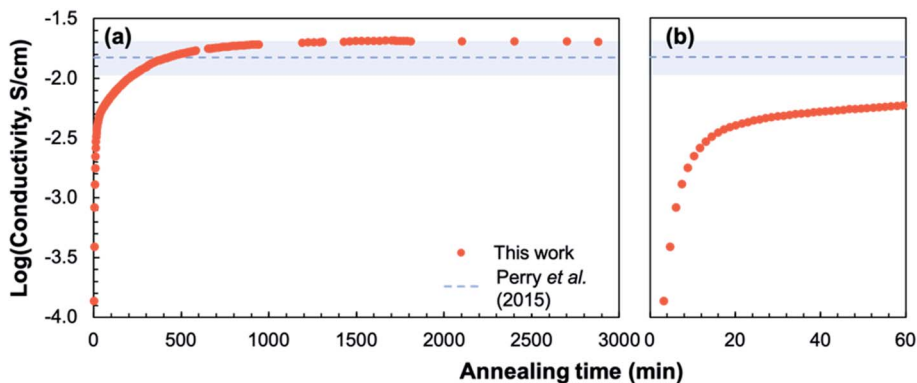 (a)
(b)
Log(Conductivity, S/cm)
-1.5
-2.0
-2.5
-3.0
-3.5
-4.0
This work
Perry et al.
(2015)
0 500 1000 1500 2000 2500 3000
0 20 40 60
Annealing time (min)